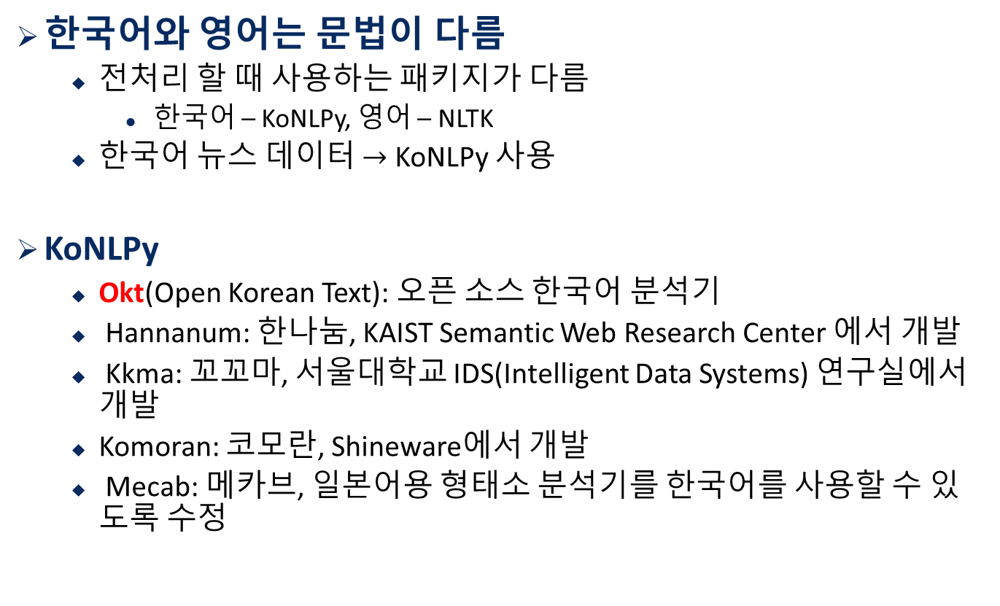 한국어와 영어는 문법이 다름
전처리 할 때 사용하는 패키지가 다름
한국어 – KoNLPy, 영어 – NLTK
한국어 뉴스 데이터 → KoNLPy 사용
KoNLPy
Okt(Open Korean Text): 오픈 소스 한국어 분석기
Hannanum: 한나눔, KAIST Semantic Web Research Center 에서 개발
Kkma: 꼬꼬마, 서울대학교 IDS(Intelligent Data Systems) 연구실에서
개발
Komoran: 코모란, Shineware에서 개발
Mecab: 메카브, 일본어용 형태소 분석기를 한국어를 사용할 수 있
도록 수정